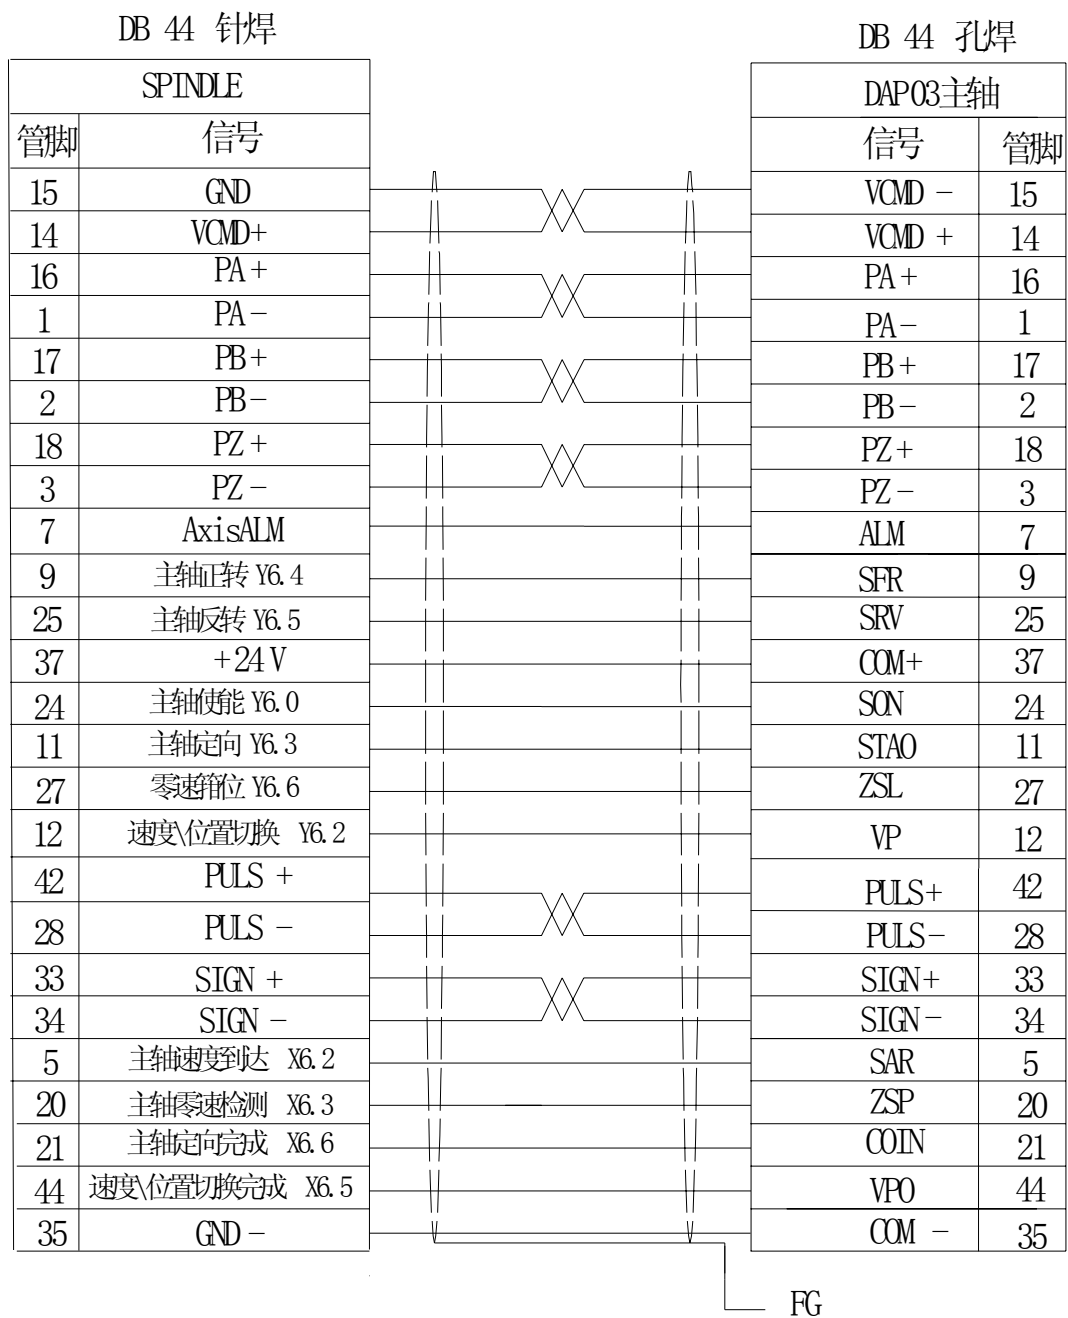 DB 44 针焊
DB 44 孔焊
SPINDLE
DAP03主轴
管脚 信号
信号 管脚
15 GND VCMD - 15
14 VCMD+ VCMD + 14
16 PA+ PA+ 16
1 PA- PA- 1
17 PB+ PB+ 17
2 PB- PB- 2
18 PZ+ PZ+ 18
3 PZ- PZ- 3
7 AxisALM ALM 7
9 主轴正转 Y6.4 SFR 9
25 主轴反转 Y6.5 SRV 25
37 +24V COM+ 37
24 主轴使能 Y6.0 SON 24
11 主轴定向 Y6.3 STAO 11
27 零速箝位 Y6.6 ZSL 27
12 速度\位置切换 Y6.2 VP 12
42 PULS + PULS+ 42
28 PULS - PULS- 28
33 SIGN + SIGN+ 33
34 SIGN - SIGN- 34
5 主轴速度到达 X6.2 SAR 5
20 主轴零速检测 X6.3 ZSP 20
21 主轴定向完成 X6.6 COIN 21
44 速度\位置切换完成 X6.5 VPO 44
35 GND- COM - 35
FG